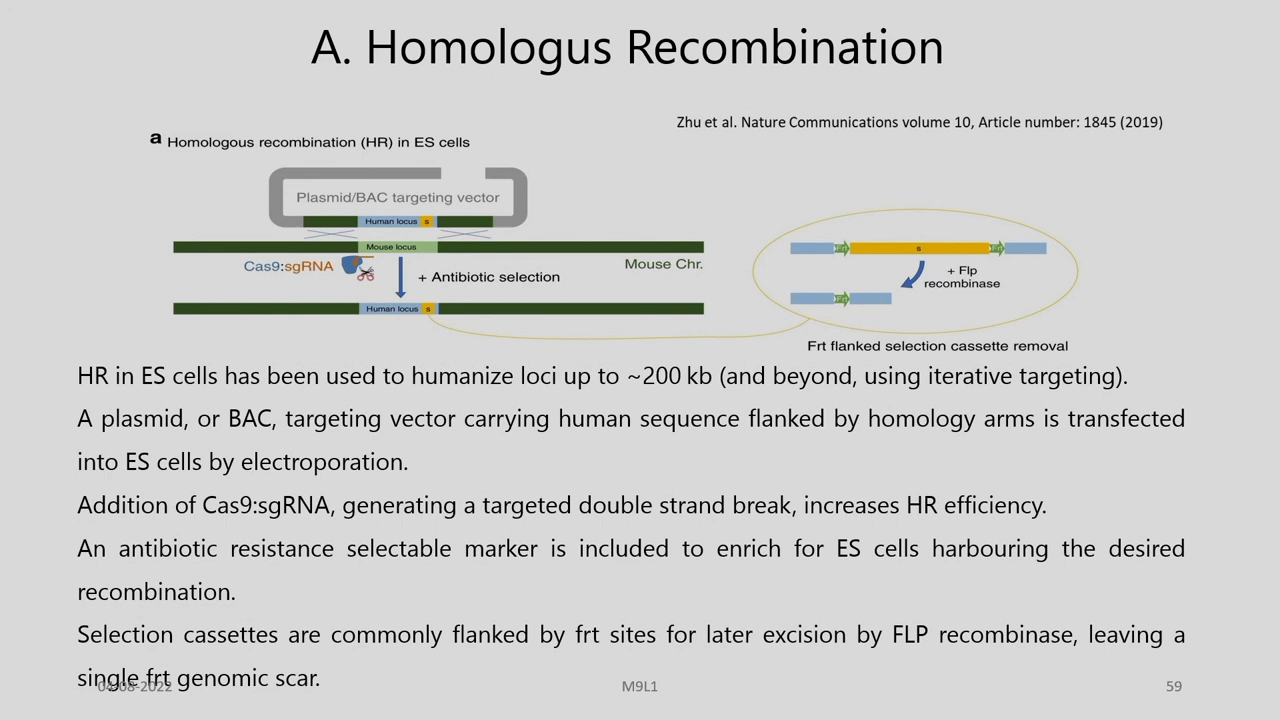 A. Homologus Recombination
Zhu et al. Nature Communications volume 10, Article number: 1845 (2019)
a Homologous recombination (HR) in ES cells
Plasmid/BAC targeting vector
Human locus s
Mouse locus
Cas9:sgRNA
+ Antibiotic selection
Mouse Chr.
Human locus s
s
+ Flp
recombinase
Frt flanked selection cassette removal
HR in ES cells has been used to humanize loci up to ~200 kb (and beyond, using iterative targeting).
A plasmid, or BAC, targeting vector carrying human sequence flanked by homology arms is transfected
into ES cells by electroporation.
Addition of Cas9:sgRNA, generating a targeted double strand break, increases HR efficiency.
An antibiotic resistance selectable marker is included to enrich for ES cells harbouring the desired
recombination.
Selection cassettes are commonly flanked by frt sites for later excision by FLP recombinase, leaving a
single frt genomic scar.
04-08-2022
M9L1
59